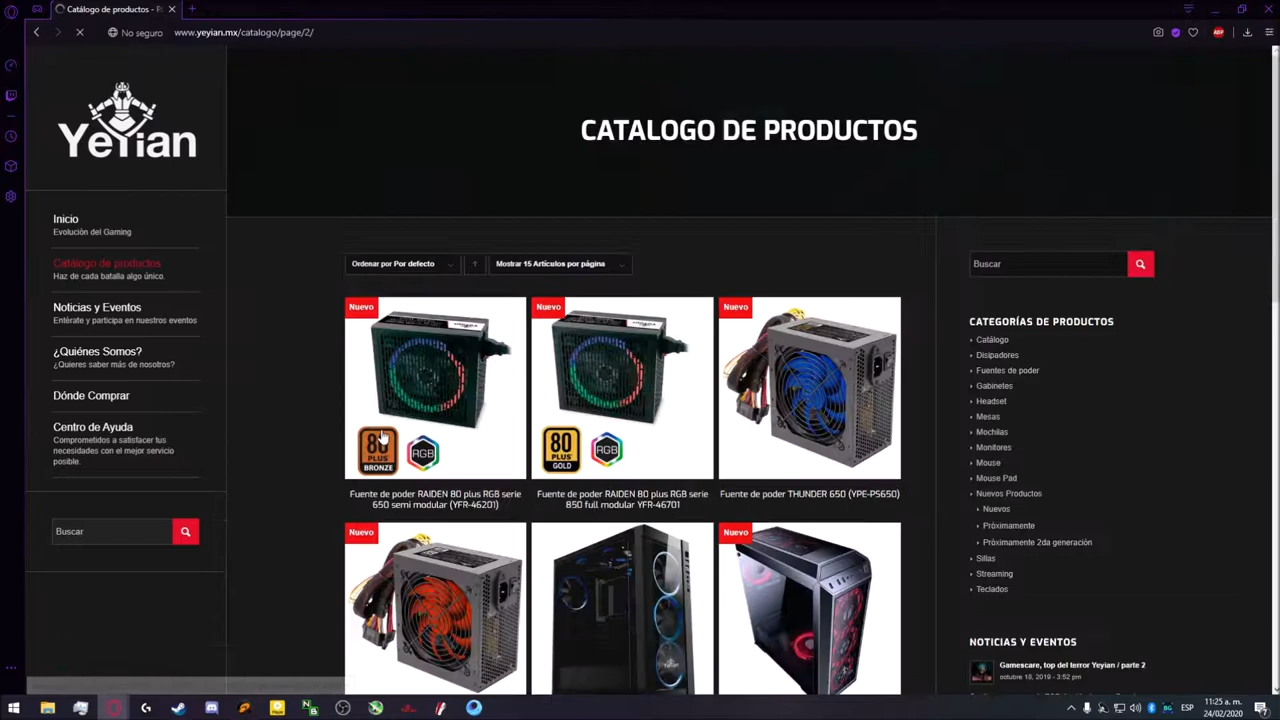 Catálogo de productos - P
No seguro
www.yeyian.mx/catalogo/page/2/
ABP
Yeyian
CATALOGO DE PRODUCTOS
Inicio
Evolución del Gaming
Catálogo de productos
Haz de cada batalla algo único.
Noticias y Eventos
Entérate y participa en nuestros eventos
¿Quiénes Somos?
¿Quieres saber más de nosotros?
Dónde Comprar
Centro de Ayuda
Comprometidos a satisfacer tus
necesidades con el mejor servicio
posible.
Buscar
Ordenar por Por defecto
Mostrar 15 Artículos por página
Nuevo
80
PLUS
BRONZE
RGB
Fuente de poder RAIDEN 80 plus RGB serie
650 semi modular (YFR-46201)
Nuevo
80
PLUS
GOLD
RGB
Fuente de poder RAIDEN 80 plus RGB serie
850 full modular YFR-46701
Nuevo
Fuente de poder THUNDER 650 (YPE-PS650)
Nuevo
Nuevo
Buscar
CATEGORÍAS DE PRODUCTOS
Catálogo
Disipadores
Fuentes de poder
Gabinetes
Headset
Mesas
Mochilas
Monitores
Mouse
Mouse Pad
Nuevos Productos
Nuevos
Próximamente
Próximamente 2da generación
Sillas
Streaming
Teclados
NOTICIAS Y EVENTOS
Gamescare, top del terror Yeyian / parte 2
octubre 18, 2019 - 3:52 pm
ESP
11:25 a. m.
24/02/2020